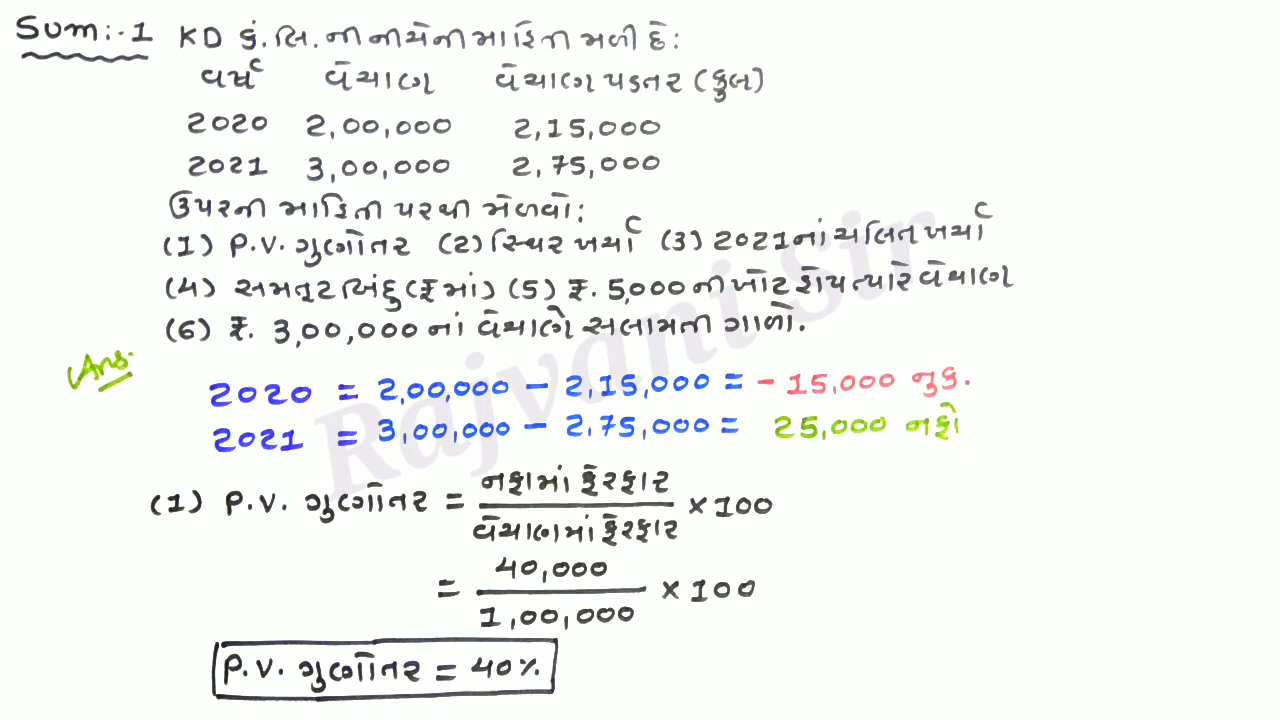 Sum:-1 KD કું.લિ.ની નીચેની માહિતી મળી છે:
વર્ષ વેચાણ વેચાણ પડતર (કુલ)
2020 2,00,000 2,15,000
2021 3,00,000 2,75,000
ઉપરની માહિતી પરથી મેળવો:
(1) P.V. ગુણોતર (2) સ્થિર ખર્ચા (3) 2021નાં ચલિત ખર્ચા
(4) સમતૂટ બિંદુ (₹માં) (5) ₹. 5,000 ની ખોટ હોય ત્યારે વેચાણ
(6) ₹. 3,00,000 નાં વેચાણે સલામતી ગાળો.
Ans.
2020 = 2,00,000 - 2,15,000 = - 15,000 નુક.
2021 = 3,00,000 - 2,75,000 = 25,000 નફો
(1) P.V. ગુણોતર = નફામાં ફેરફાર / વેચાણમાં ફેરફાર × 100
= 40,000 / 1,00,000 × 100
P.V. ગુણોતર = 40%
Rajvani Sir